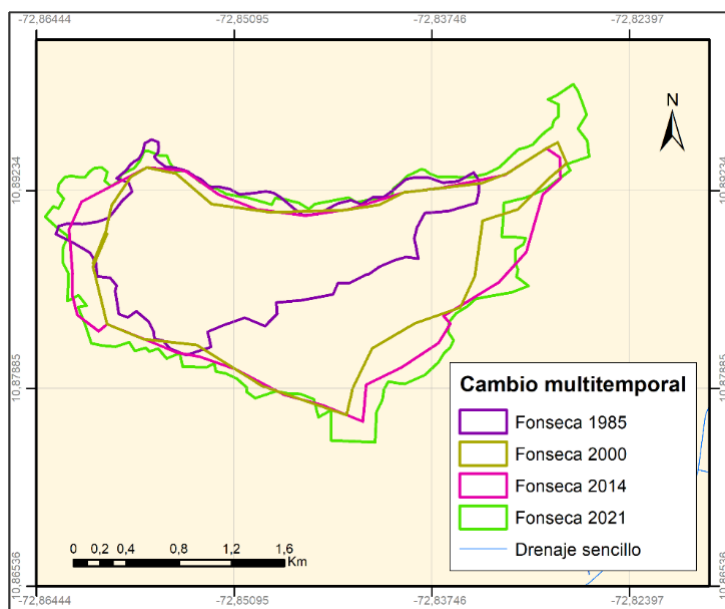 -72,86444 -72,85095 -72,83746 -72,82397
N
10,89234 10,89234
10,87885 10,87885
10,86536 10,86536
Cambio multitemporal
Fonseca 1985
Fonseca 2000
Fonseca 2014
Fonseca 2021
Drenaje sencillo
0 0,2 0,4 0,8 1,2 1,6
Km
-72,86444 -72,85095 -72,83746 -72,82397